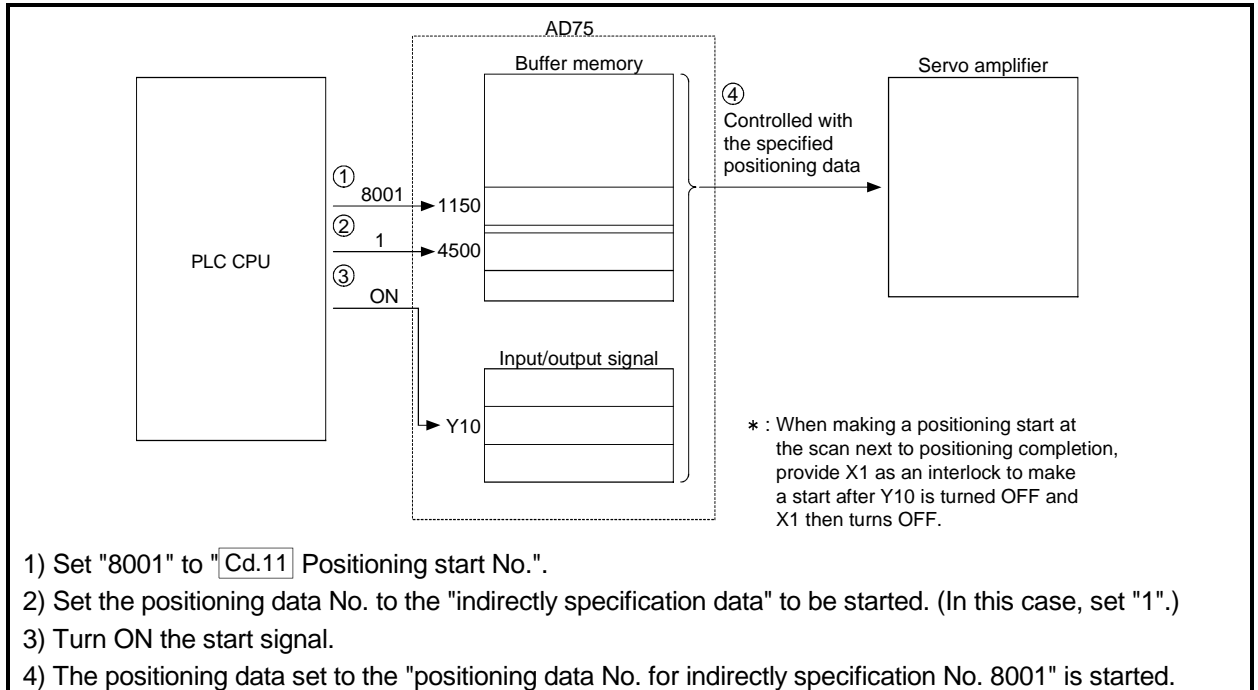 AD75
Buffer memory
Servo amplifier
④
Controlled with
the specified
positioning data
①
8001
1150
②
1
4500
PLC CPU
③
ON
Input/output signal
Y10
* : When making a positioning start at
the scan next to positioning completion,
provide X1 as an interlock to make
a start after Y10 is turned OFF and
X1 then turns OFF.
1) Set "8001" to "Cd.11 Positioning start No.".
2) Set the positioning data No. to the "indirectly specification data" to be started. (In this case, set "1".)
3) Turn ON the start signal.
4) The positioning data set to the "positioning data No. for indirectly specification No. 8001" is started.